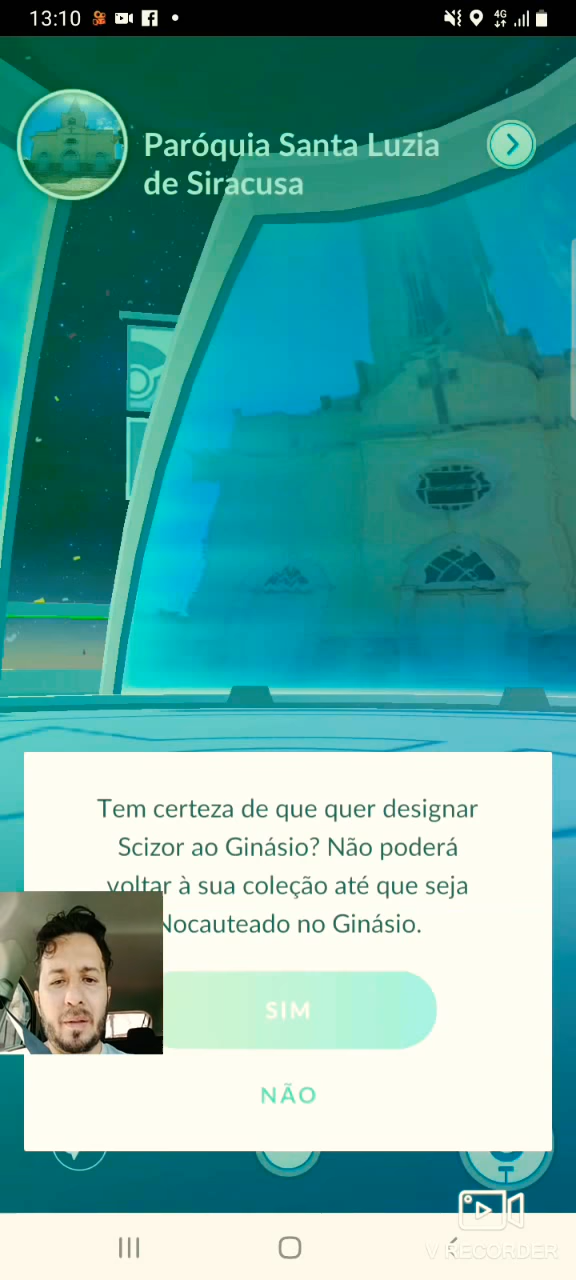 13:10
4G
Paróquia Santa Luzia
de Siracusa
Tem certeza de que quer designar
Scizor ao Ginásio? Não poderá
voltar à sua coleção até que seja
Nocauteado no Ginásio.
SIM
NÃO
V RECORDER